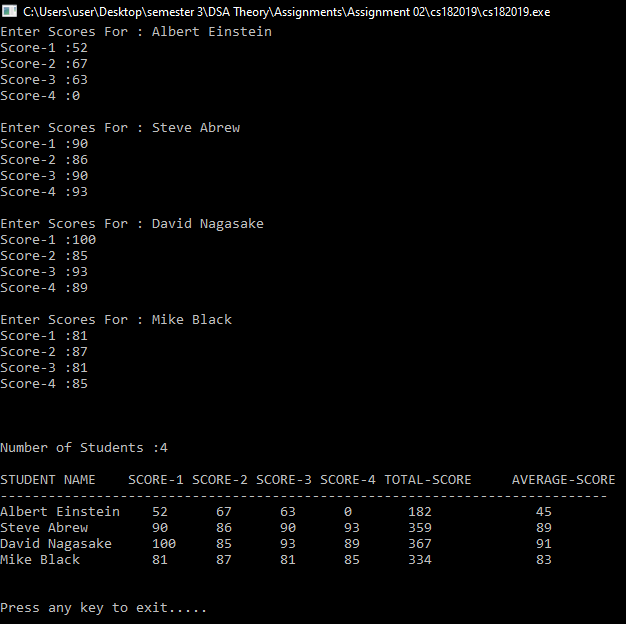 C:\Users\user\Desktop\semester 3\DSA Theory\Assignments\Assignment 02\cs182019\cs182019.exe
Enter Scores For : Albert Einstein
Score-1 :52
Score-2 :67
Score-3 :63
Score-4 :0
Enter Scores For : Steve Abrew
Score-1 :90
Score-2 :86
Score-3 :90
Score-4 :93
Enter Scores For : David Nagasake
Score-1 :100
Score-2 :85
Score-3 :93
Score-4 :89
Enter Scores For : Mike Black
Score-1 :81
Score-2 :87
Score-3 :81
Score-4 :85
Number of Students :4
STUDENT NAME    SCORE-1 SCORE-2 SCORE-3 SCORE-4 TOTAL-SCORE     AVERAGE-SCORE
----------------------------------------------------------------------------
Albert Einstein    52      67      63      0       182             45
Steve Abrew        90      86      90      93      359             89
David Nagasake     100     85      93      89      367             91
Mike Black         81      87      81      85      334             83
Press any key to exit.....